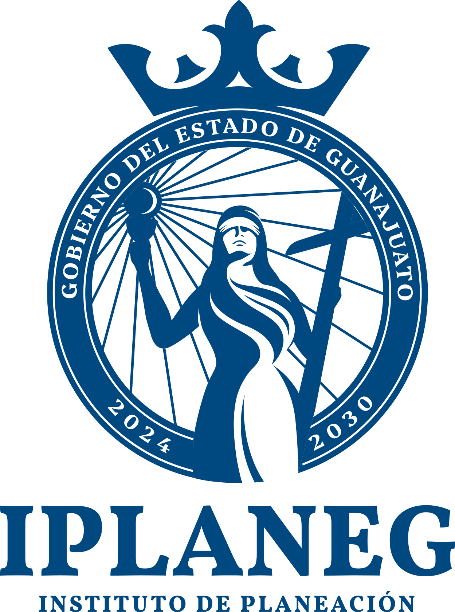 GOBIERNO DEL ESTADO DE GUANAJUATO
2024
2030
IPLANEG
INSTITUTO DE PLANEACIÓN